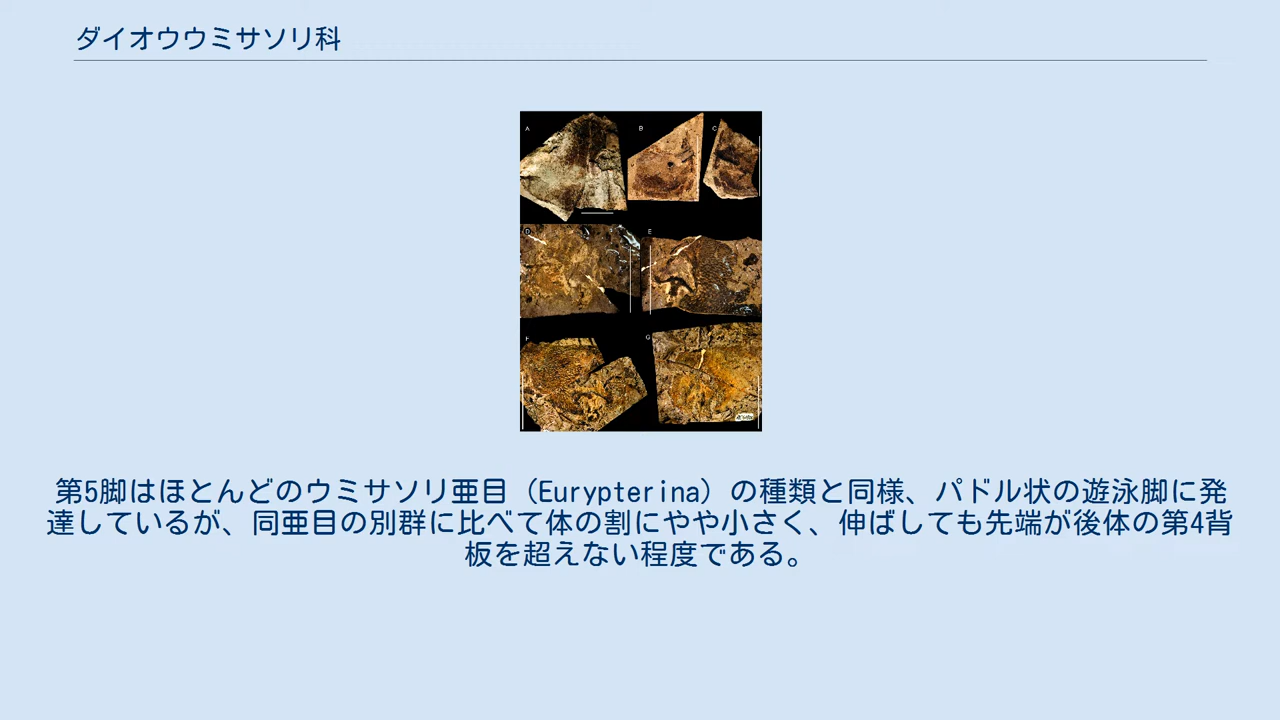 ダイオウウミサソリ科
A B C
D E
F G
第5脚はほとんどのウミサソリ亜目（Eurypterina）の種類と同様、パドル状の遊泳脚に発
達しているが、同亜目の別群に比べて体の割にやや小さく、伸ばしても先端が後体の第4背
板を超えない程度である。